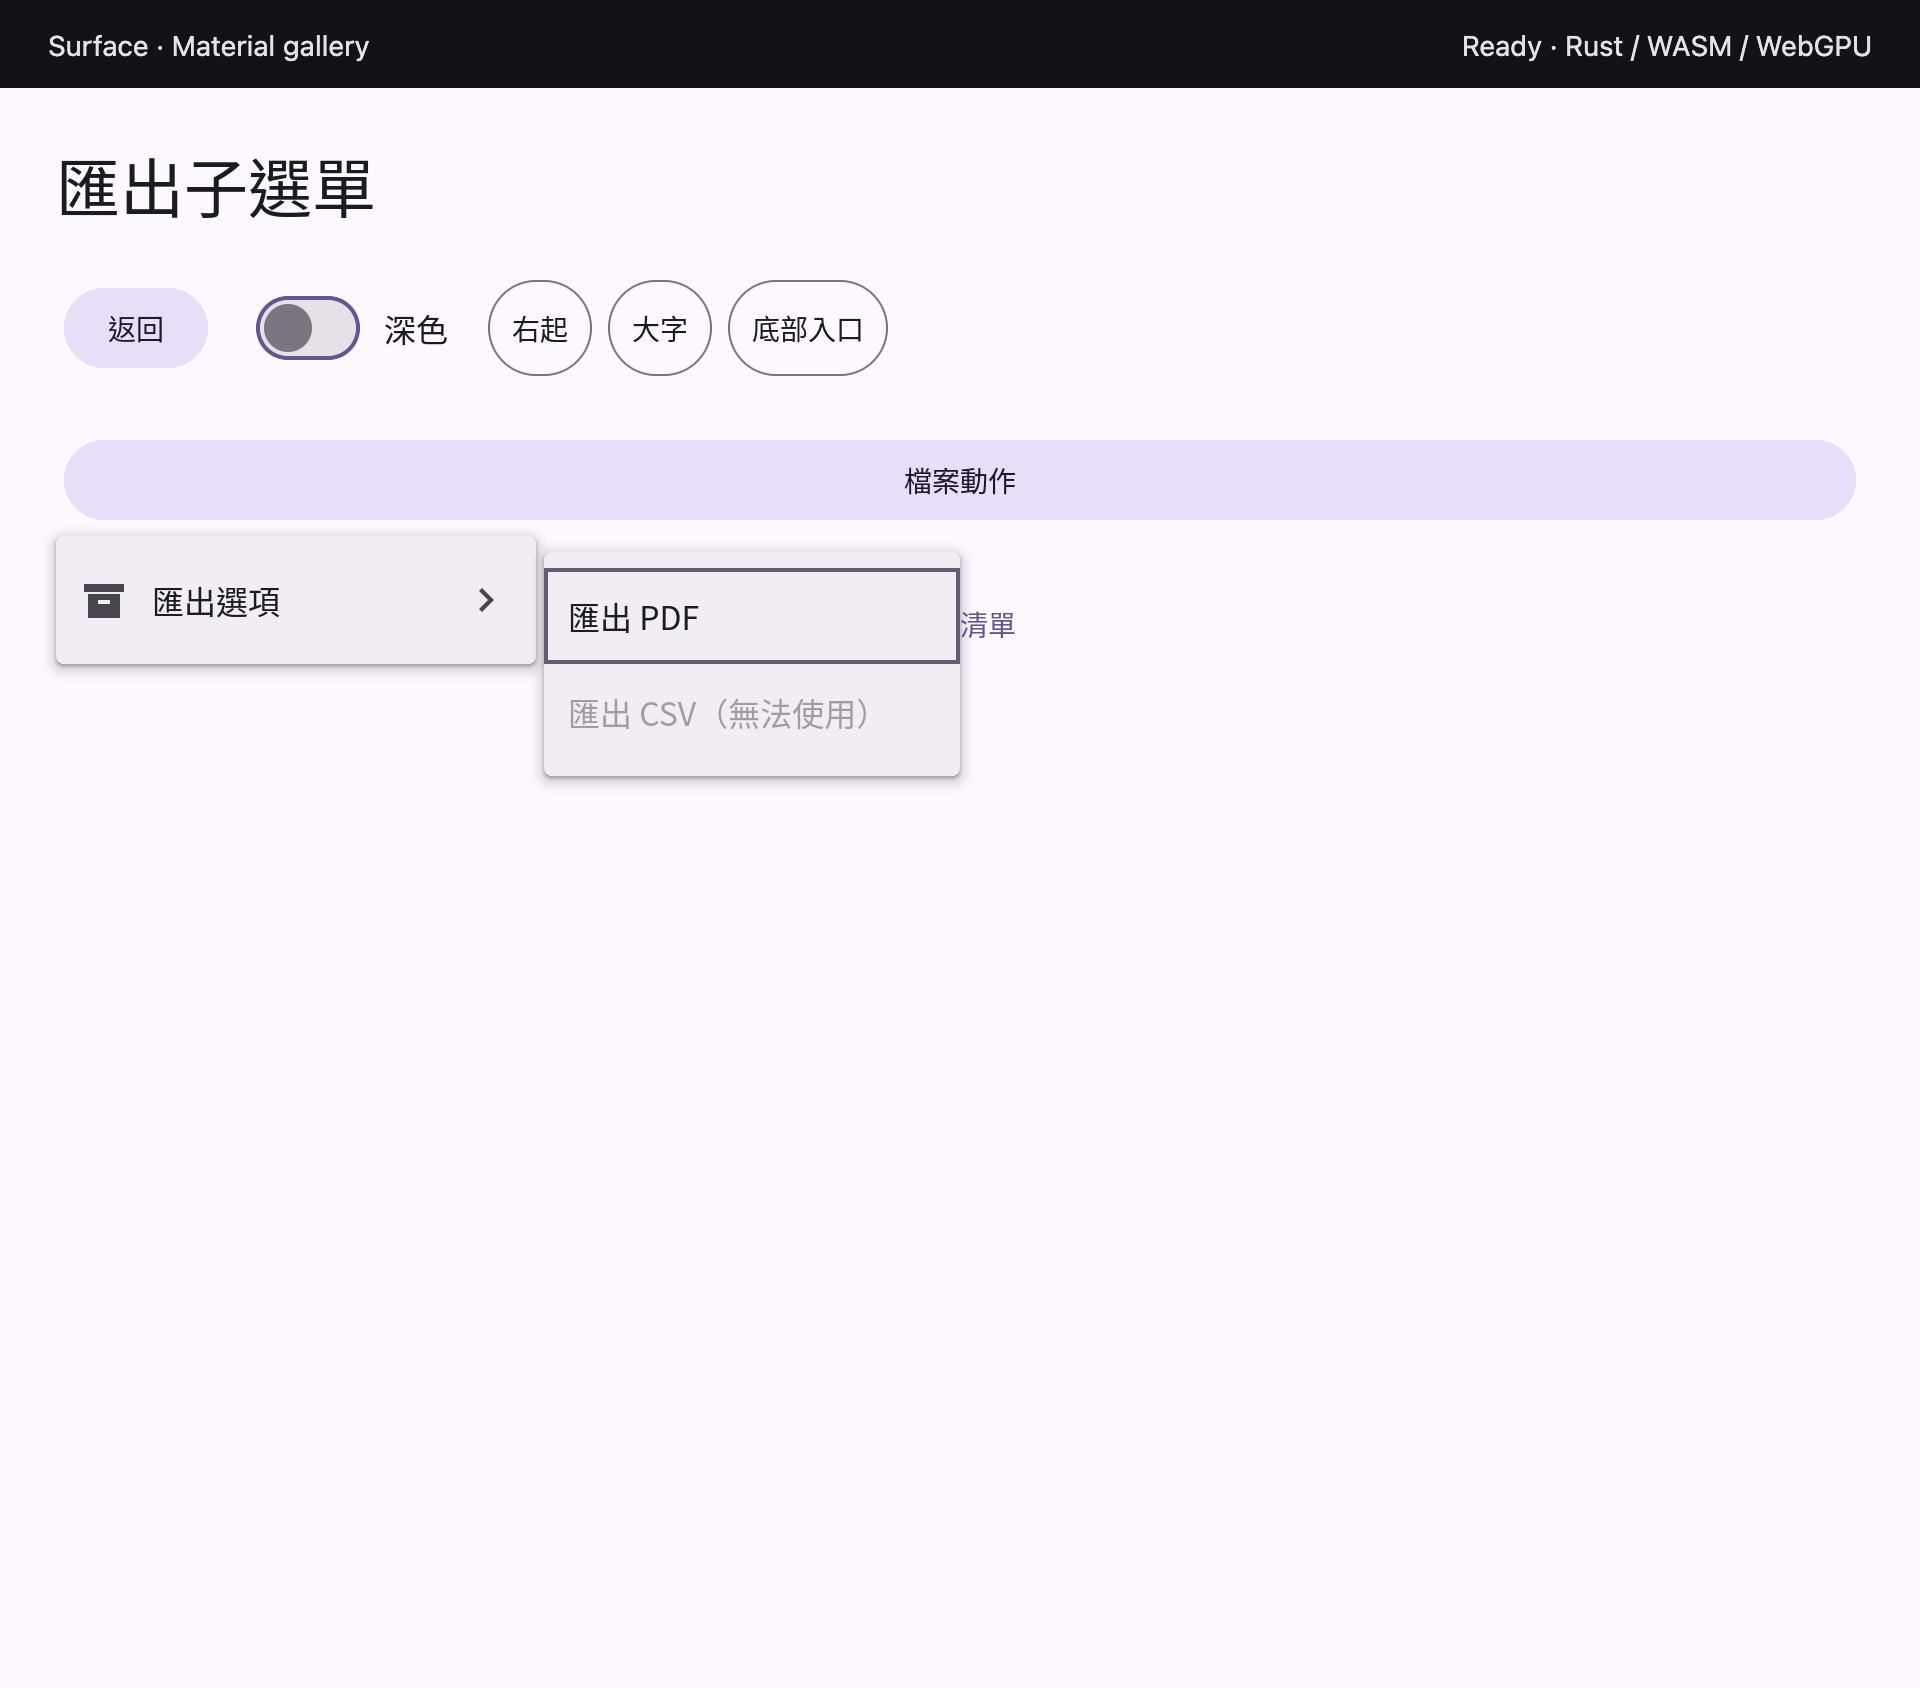 Surface · Material gallery
Ready · Rust / WASM / WebGPU
匯出子選單
返回
深色
右起
大字
底部入口
檔案動作
匯出選項
匯出 PDF
清單
匯出 CSV（無法使用）